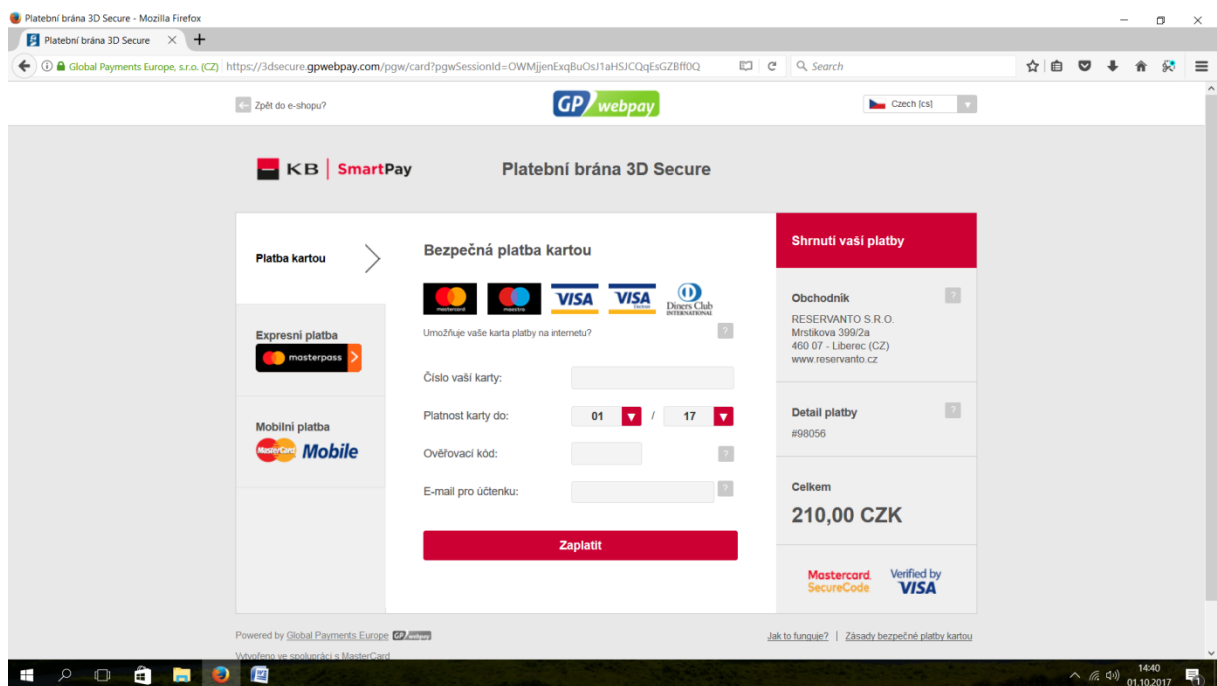 Platební brána 3D Secure - Mozilla Firefox
Platební brána 3D Secure
Global Payments Europe, s.r.o. (CZ) https://3dsecure.gpwebpay.com/pgw/card?pgwSessionId=OWMjjenExqBuOsJ1aHSJCQqEsGZBff0Q
Search
Zpět do e-shopu?
GP webpay
Czech [cs]
KB SmartPay
Platební brána 3D Secure
Platba kartou
Expresní platba
masterpass
Mobilní platba
MasterCard Mobile
Bezpečná platba kartou
mastercard
maestro
VISA
VISA
Electron
Diners Club
INTERNATIONAL
Umožňuje vaše karta platby na internetu?
?
Číslo vaší karty:
Platnost karty do:
01 / 17
Ověřovací kód:
?
E-mail pro účtenku:
?
Zaplatit
Shrnutí vaší platby
Obchodník
?
RESERVANTO S.R.O.
Mrstikova 399/2a
460 07 - Liberec (CZ)
www.reservanto.cz
Detail platby
?
#98056
Celkem
210,00 CZK
Mastercard.
SecureCode
Verified by
VISA
Powered by Global Payments Europe GP webpay
Jak to funguje? | Zásady bezpečné platby kartou
Vytvořeno ve spolupráci s MasterCard
14:40
01.10.2017
1